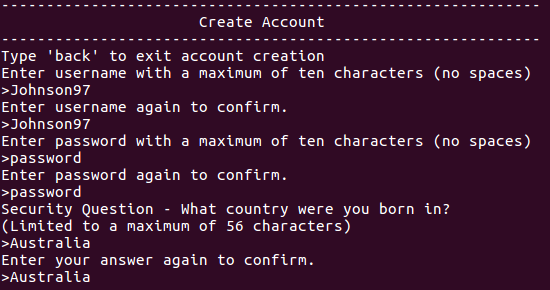 ------------------------------------------------------------
Create Account
------------------------------------------------------------
Type 'back' to exit account creation
Enter username with a maximum of ten characters (no spaces)
>Johnson97
Enter username again to confirm.
>Johnson97
Enter password with a maximum of ten characters (no spaces)
>password
Enter password again to confirm.
>password
Security Question - What country were you born in?
(Limited to a maximum of 56 characters)
>Australia
Enter your answer again to confirm.
>Australia